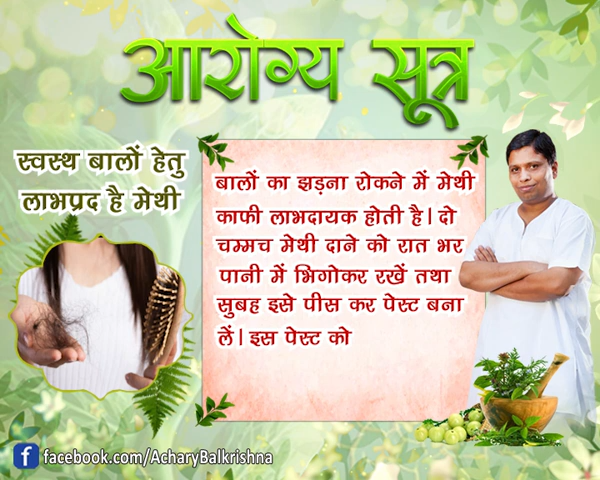 आरोग्य सूत्र
स्वस्थ बालों हेतु
लाभप्रद है मेथी
बालों का झड़ना रोकने में मेथी
काफी लाभदायक होती है। दो
चम्मच मेथी दाने को रात भर
पानी में भिगोकर रखें तथा
सुबह इसे पीस कर पेस्ट बना
लें। इस पेस्ट को
f facebook.com/AcharyBalkrishna